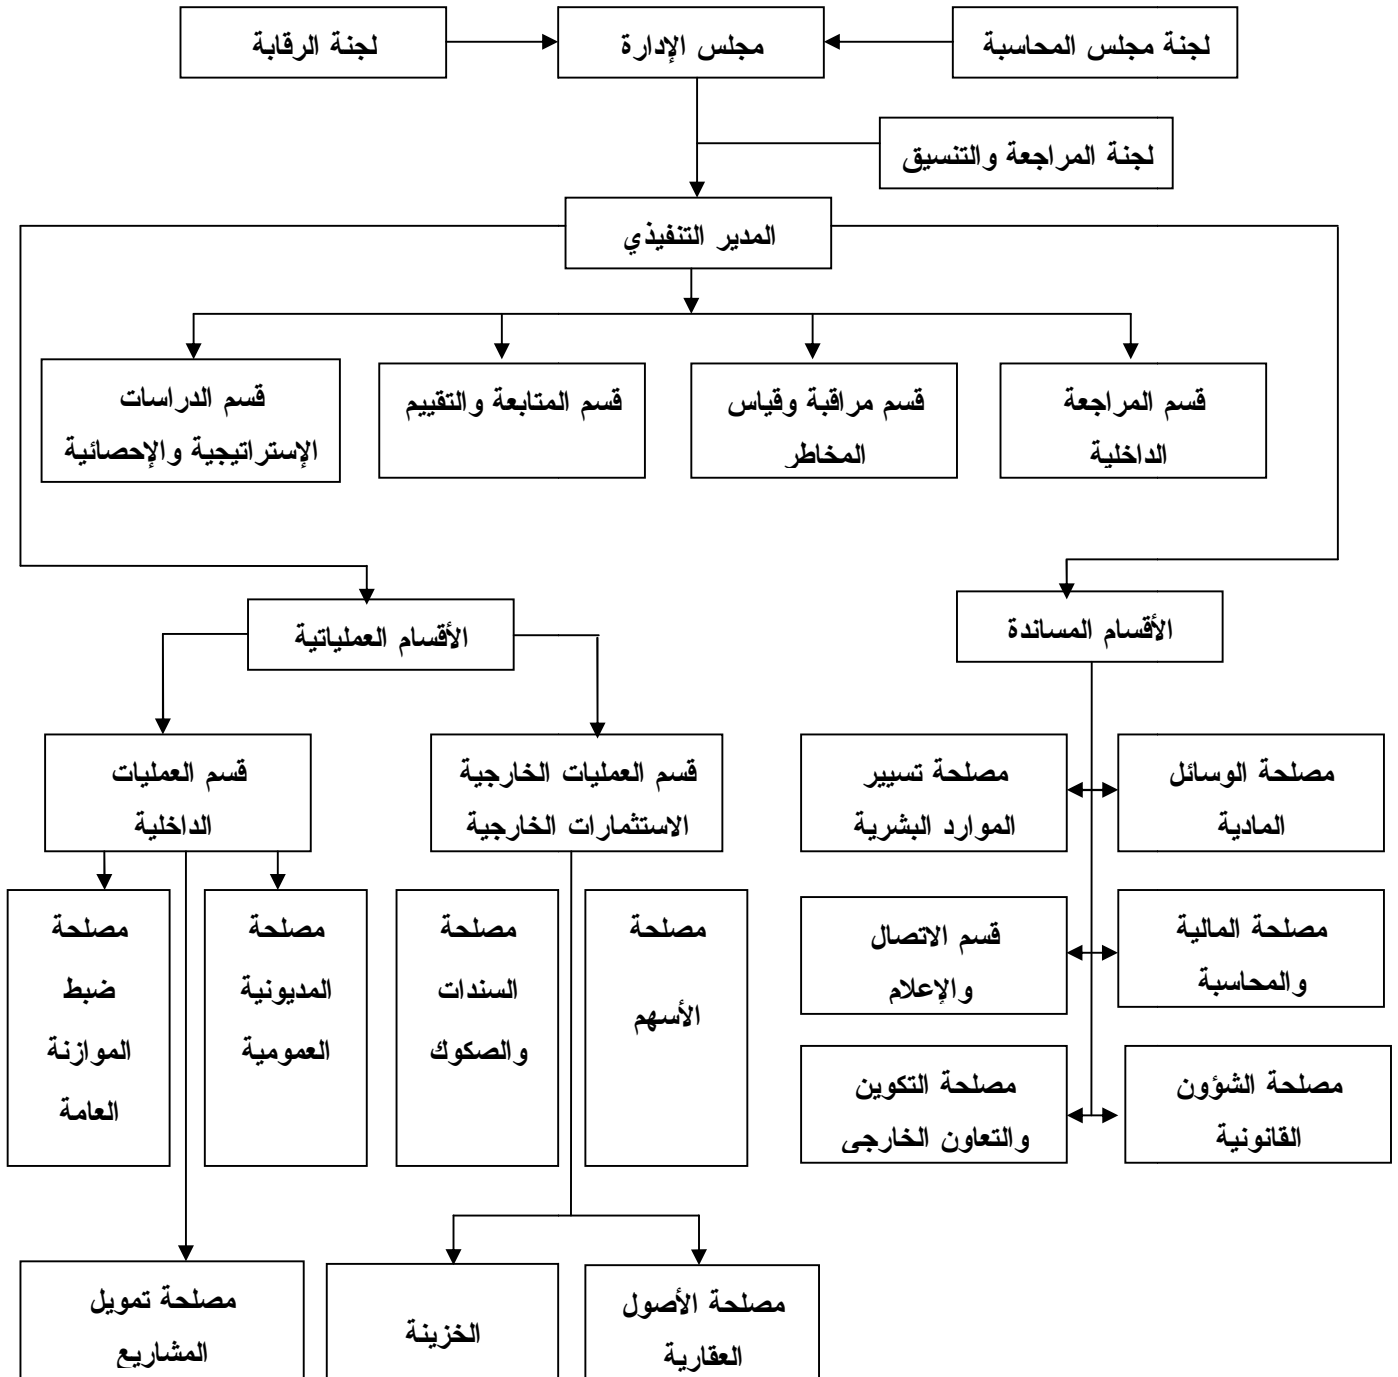 لجنة مجلس المحاسبة
مجلس الإدارة
لجنة الرقابة
لجنة المراجعة والتنسيق
المدير التنفيذي
قسم المراجعة
الداخلية
قسم مراقبة وقياس
المخاطر
قسم المتابعة والتقييم
قسم الدراسات
الإستراتيجية والإحصائية
الأقسام المساندة
الأقسام العملياتية
مصلحة الوسائل
المادية
مصلحة تسيير
الموارد البشرية
مصلحة المالية
والمحاسبة
قسم الاتصال
والإعلام
مصلحة الشؤون
القانونية
مصلحة التكوين
والتعاون الخارجي
قسم العمليات الخارجية
الاستثمارات الخارجية
قسم العمليات
الداخلية
مصلحة
الأسهم
مصلحة
السندات
والصكوك
مصلحة
المديونية
العمومية
مصلحة
ضبط
الموازنة
العامة
مصلحة الأصول
العقارية
الخزينة
مصلحة تمويل
المشاريع